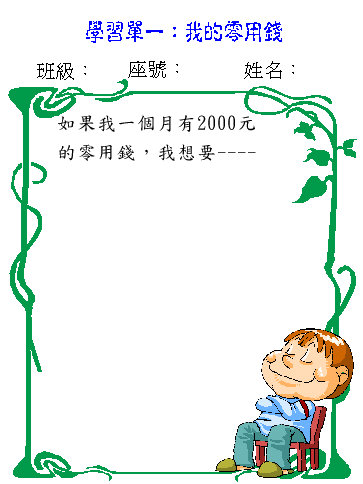 學習單一：我的零用錢
班級： 座號： 姓名：
如果我一個月有2000元
的零用錢，我想要----